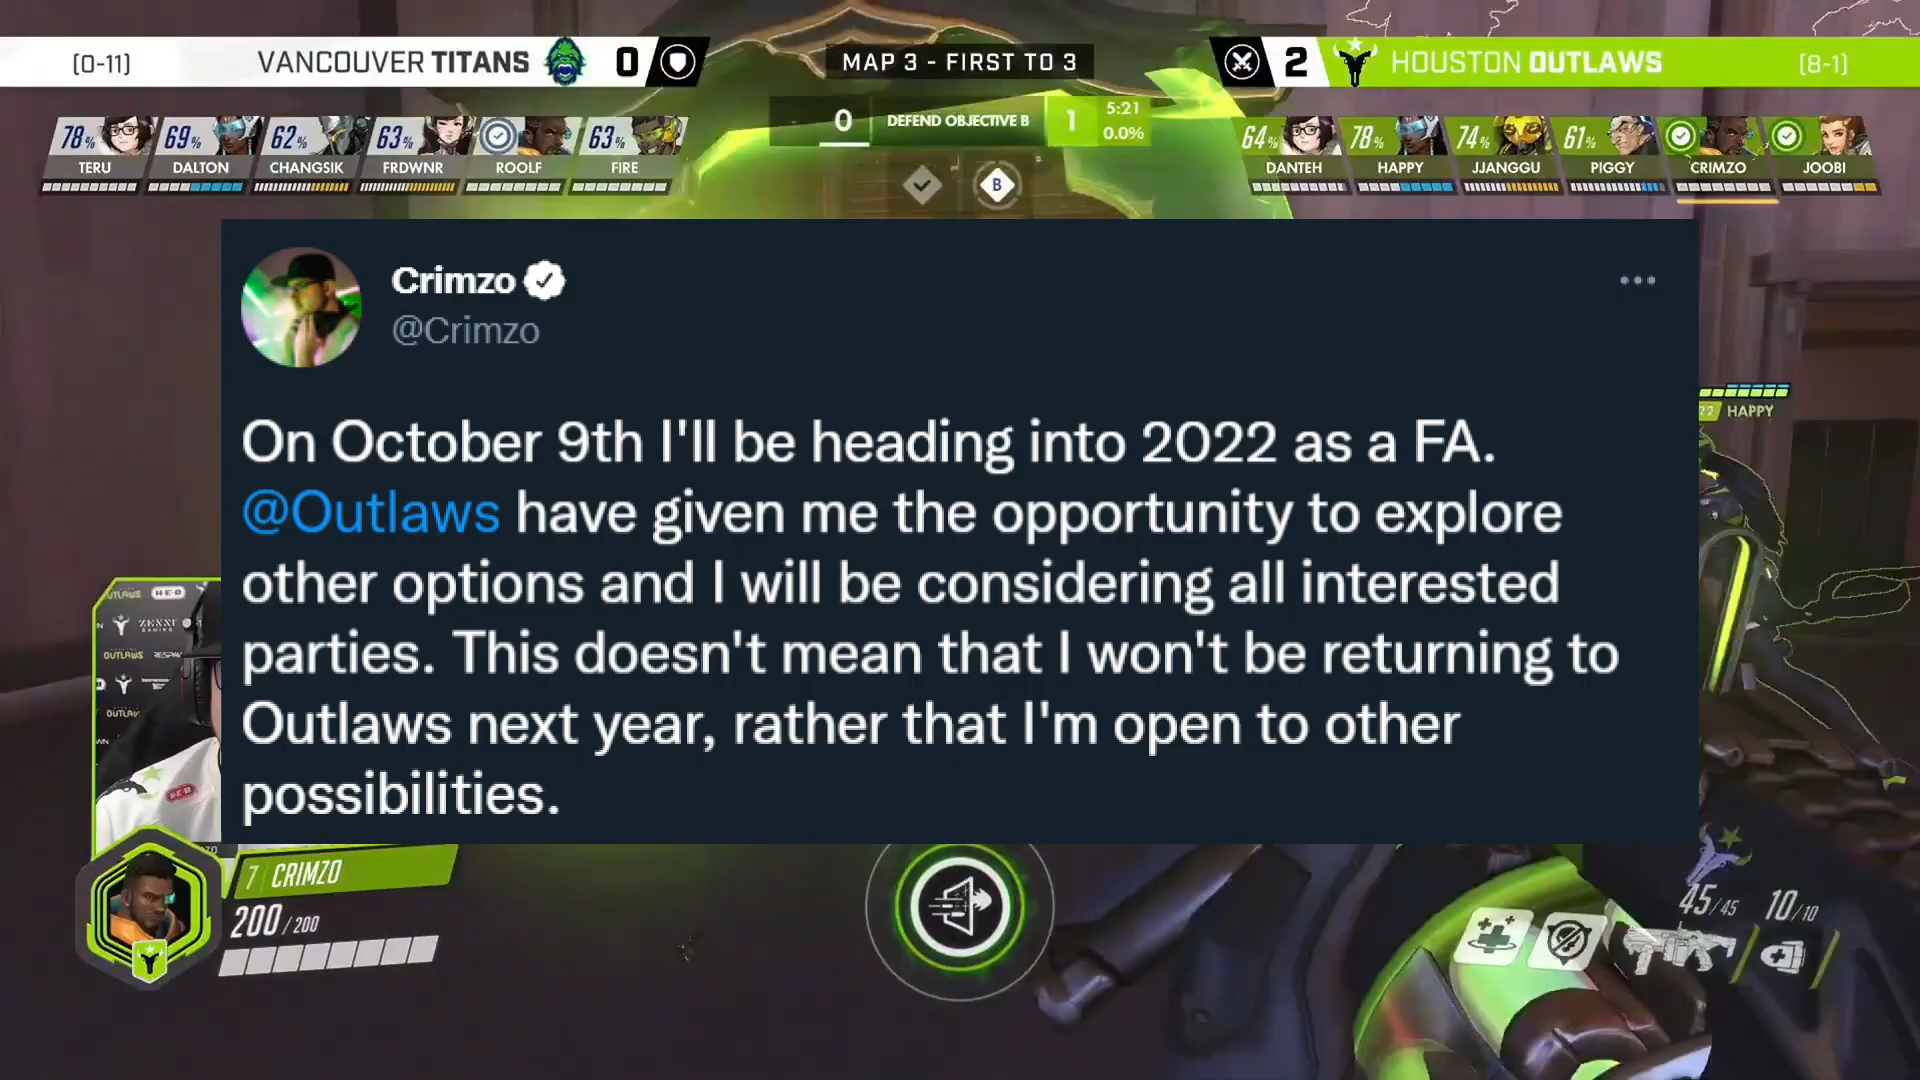 [0-11] VANCOUVER TITANS 0 MAP 3 - FIRST TO 3 2 HOUSTON OUTLAWS [8-1]
0 DEFEND OBJECTIVE B 1 5:21 0.0%
78% 69% 62% 63% 63% 64% 78% 74% 61%
TERU DALTON CHANGSIK FRDWNR ROOLF FIRE DANTEH HAPPY JJANGGU PIGGY CRIMZO JOOBI
B
Crimzo
@Crimzo
On October 9th I'll be heading into 2022 as a FA.
@Outlaws have given me the opportunity to explore
other options and I will be considering all interested
parties. This doesn't mean that I won't be returning to
Outlaws next year, rather that I'm open to other
possibilities.
HAPPY
OUTLAWS H-E-B
ZENNI
GAMING
OUTLAWS
H-E-B
7 CRIMZO
200/200
45/45 10/10